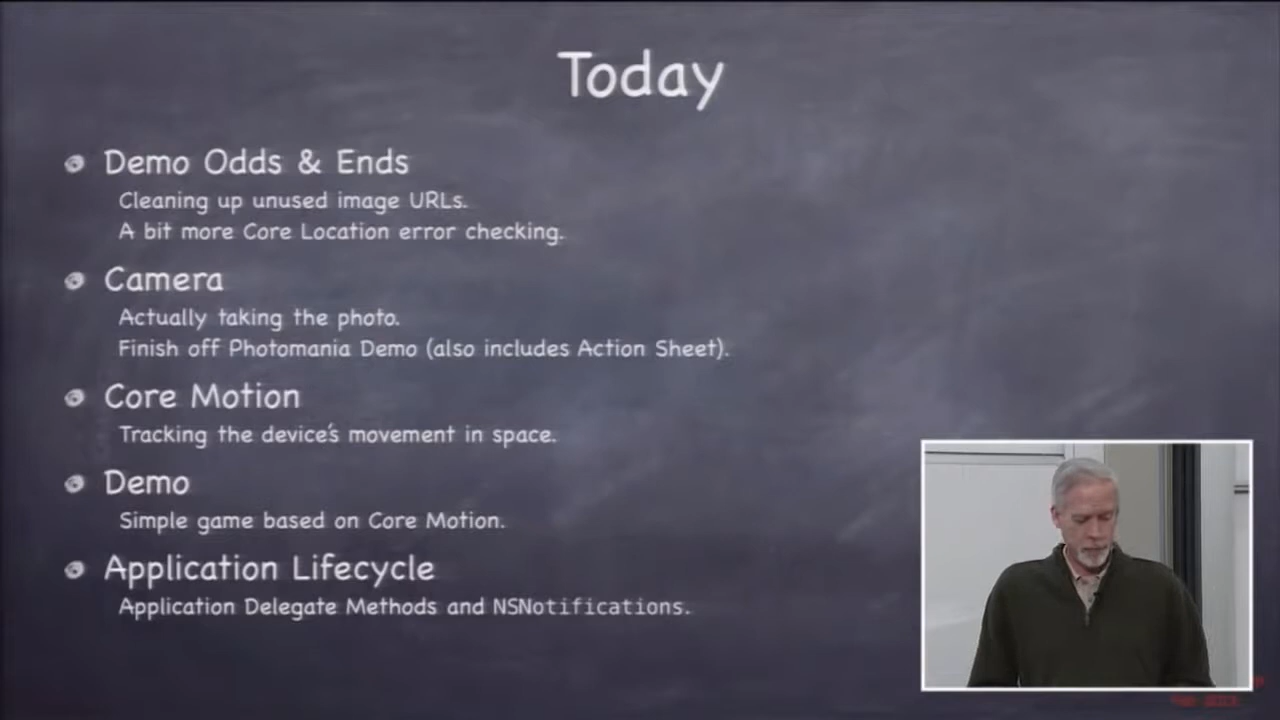 Today
Demo Odds & Ends
Cleaning up unused image URLs.
A bit more Core Location error checking.
Camera
Actually taking the photo.
Finish off Photomania Demo (also includes Action Sheet).
Core Motion
Tracking the device's movement in space.
Demo
Simple game based on Core Motion.
Application Lifecycle
Application Delegate Methods and NSNotifications.